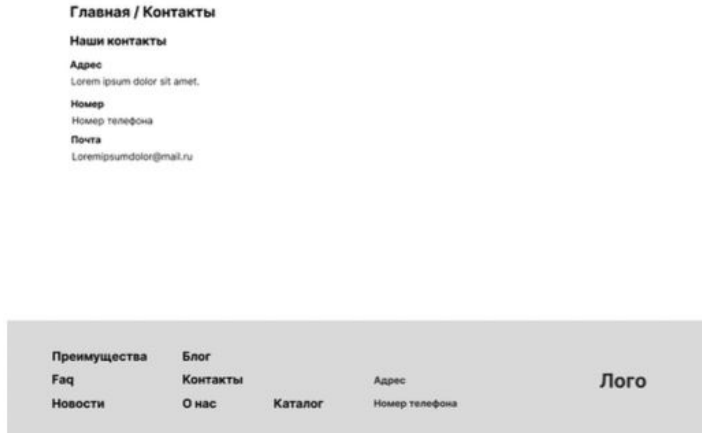 Главная / Контакты
Наши контакты
Адрес
Lorem ipsum dolor sit amet.
Номер
Номер телефона
Почта
Loremipsumdolor@mail.ru
Преимущества Блог
Faq Контакты Адрес Лого
Новости О нас Каталог Номер телефона